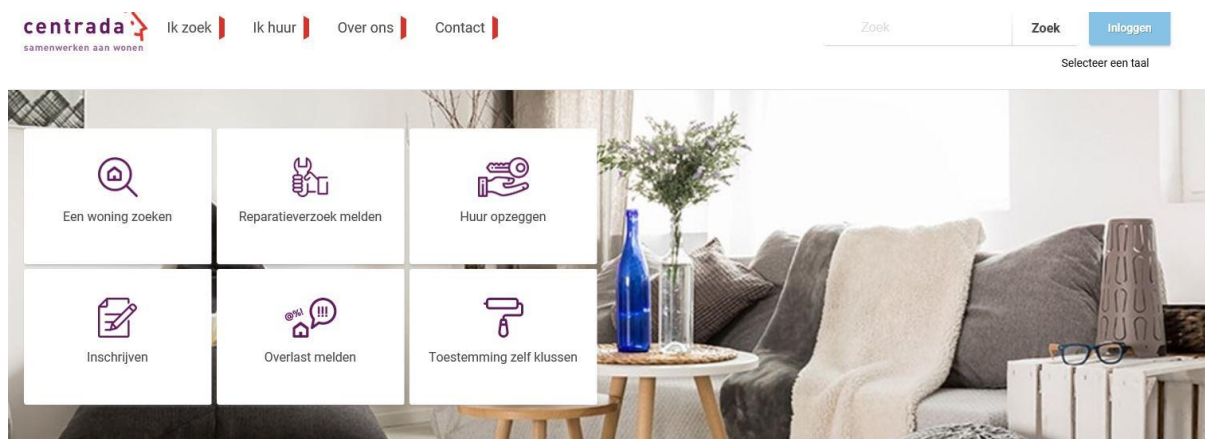 centrada
samenwerken aan wonen
Ik zoek
Ik huur
Over ons
Contact
Zoek
Zoek
Inloggen
Selecteer een taal
Een woning zoeken
Reparatieverzoek melden
Huur opzeggen
@%! !!!
Inschrijven
Overlast melden
Toestemming zelf klussen